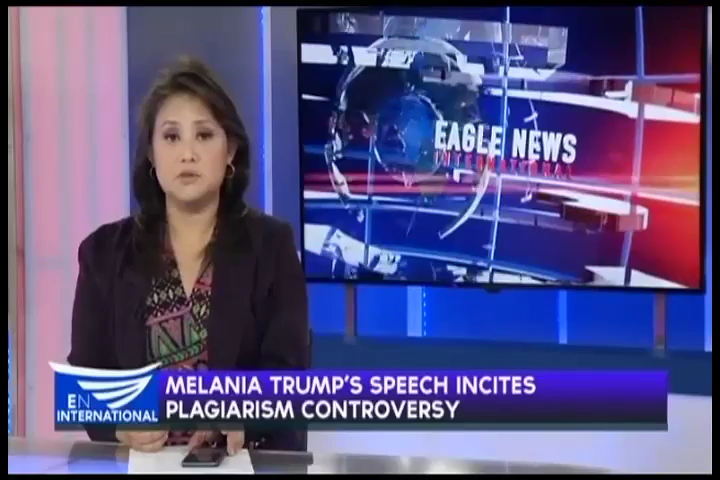 EAGLE NEWS
INTERNATIONAL
MELANIA TRUMP'S SPEECH INCITES
PLAGIARISM CONTROVERSY
EN
INTERNATIONAL